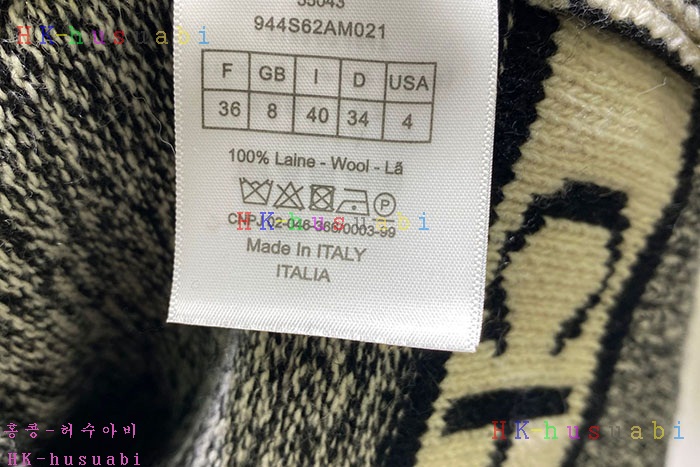 33043
944S62AM021
HK-husuabi
F GB I D USA
36 8 40 34 4
100% Laine - Wool - Lã
HK-husuabi
Made In ITALY
ITALIA
홍콩-허수아비
HK-husuabi
HK-husuabi